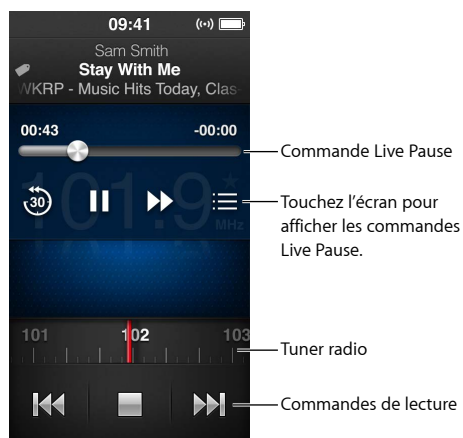 09:41
Sam Smith
Stay With Me
WKRP - Music Hits Today, Clas
00:43 -00:00
Commande Live Pause
30
101.9
MHz
Touchez l'écran pour
afficher les commandes
Live Pause.
101 102 103
Tuner radio
Commandes de lecture